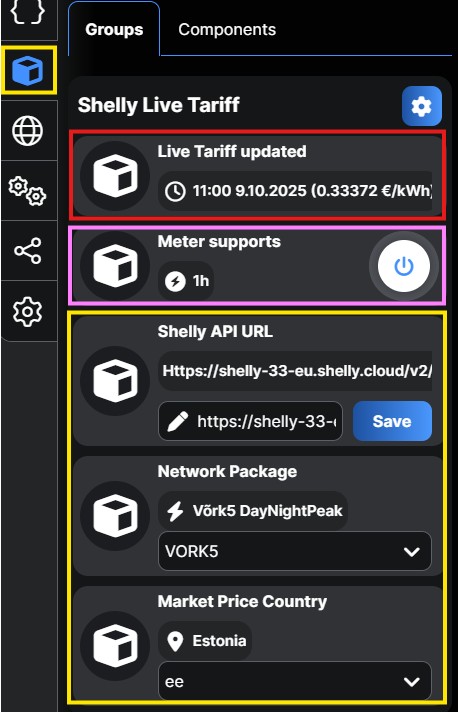 Groups
Components
Shelly Live Tariff
Live Tariff updated
11:00 9.10.2025 (0.33372 €/kWh)
Meter supports
1h
Shelly API URL
Https://shelly-33-eu.shelly.cloud/v2/
https://shelly-33-
Save
Network Package
Võrk5 DayNightPeak
VORK5
Market Price Country
Estonia
ee